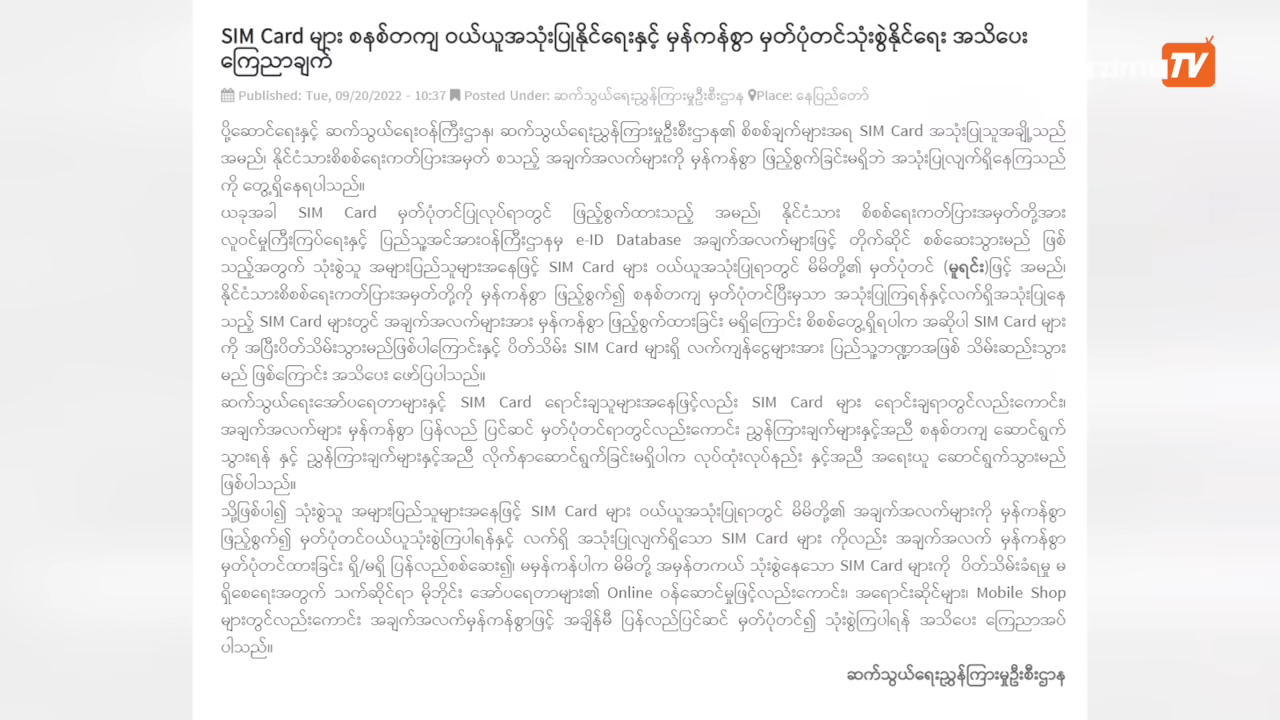 SIM Card များ စနစ်တကျ ဝယ်ယူအသုံးပြုနိုင်ရေးနှင့် မှန်ကန်စွာ မှတ်ပုံတင်သုံးစွဲနိုင်ရေး အသိပေး
ကြေညာချက်
TV
Published: Tue, 09/20/2022 - 10:37 Posted Under: ဆက်သွယ်ရေးညွှန်ကြားမှုဦးစီးဌာန Place: နေပြည်တော်
ပို့ဆောင်ရေးနှင့် ဆက်သွယ်ရေးဝန်ကြီးဌာန၊ ဆက်သွယ်ရေးညွှန်ကြားမှုဦးစီးဌာန၏ စိစစ်ချက်များအရ SIM Card အသုံးပြုသူအချို့သည်
အမည်၊ နိုင်ငံသားစိစစ်ရေးကတ်ပြားအမှတ် စသည့် အချက်အလက်များကို မှန်ကန်စွာ ဖြည့်စွက်ခြင်းမရှိဘဲ အသုံးပြုလျက်ရှိနေကြသည်
ကို တွေ့ရှိနေရပါသည်။
ယခုအခါ SIM Card မှတ်ပုံတင်ပြုလုပ်ရာတွင် ဖြည့်စွက်ထားသည့် အမည်၊ နိုင်ငံသား စိစစ်ရေးကတ်ပြားအမှတ်တို့အား
လူဝင်မှုကြီးကြပ်ရေးနှင့် ပြည်သူ့အင်အားဝန်ကြီးဌာနမှ e-ID Database အချက်အလက်များဖြင့် တိုက်ဆိုင် စစ်ဆေးသွားမည် ဖြစ်
သည့်အတွက် သုံးစွဲသူ အများပြည်သူများအနေဖြင့် SIM Card များ ဝယ်ယူအသုံးပြုရာတွင် မိမိတို့၏ မှတ်ပုံတင် (မူရင်း)ဖြင့် အမည်၊
နိုင်ငံသားစိစစ်ရေးကတ်ပြားအမှတ်တို့ကို မှန်ကန်စွာ ဖြည့်စွက်၍ စနစ်တကျ မှတ်ပုံတင်ပြီးမှသာ အသုံးပြုကြရန်နှင့်လက်ရှိအသုံးပြုနေ
သည့် SIM Card များတွင် အချက်အလက်များအား မှန်ကန်စွာ ဖြည့်စွက်ထားခြင်း မရှိကြောင်း စိစစ်တွေ့ရှိရပါက အဆိုပါ SIM Card များ
ကို အပြီးပိတ်သိမ်းသွားမည်ဖြစ်ပါကြောင်းနှင့် ပိတ်သိမ်း SIM Card များရှိ လက်ကျန်ငွေများအား ပြည်သူ့ဘဏ္ဍာအဖြစ် သိမ်းဆည်းသွား
မည် ဖြစ်ကြောင်း အသိပေး ဖော်ပြပါသည်။
ဆက်သွယ်ရေးအော်ပရေတာများနှင့် SIM Card ရောင်းချသူများအနေဖြင့်လည်း SIM Card များ ရောင်းချရာတွင်လည်းကောင်း၊
အချက်အလက်များ မှန်ကန်စွာ ပြန်လည် ပြင်ဆင် မှတ်ပုံတင်ရာတွင်လည်းကောင်း ညွှန်ကြားချက်များနှင့်အညီ စနစ်တကျ ဆောင်ရွက်
သွားရန် နှင့် ညွှန်ကြားချက်များနှင့်အညီ လိုက်နာဆောင်ရွက်ခြင်းမရှိပါက လုပ်ထုံးလုပ်နည်း နှင့်အညီ အရေးယူ ဆောင်ရွက်သွားမည်
ဖြစ်ပါသည်။
သို့ဖြစ်ပါ၍ သုံးစွဲသူ အများပြည်သူများအနေဖြင့် SIM Card များ ဝယ်ယူအသုံးပြုရာတွင် မိမိတို့၏ အချက်အလက်များကို မှန်ကန်စွာ
ဖြည့်စွက်၍ မှတ်ပုံတင်ဝယ်ယူသုံးစွဲကြပါရန်နှင့် လက်ရှိ အသုံးပြုလျက်ရှိသော SIM Card များ ကိုလည်း အချက်အလက် မှန်ကန်စွာ
မှတ်ပုံတင်ထားခြင်း ရှိ/မရှိ ပြန်လည်စစ်ဆေး၍၊ မမှန်ကန်ပါက မိမိတို့ အမှန်တကယ် သုံးစွဲနေသော SIM Card များကို ပိတ်သိမ်းခံရမှု မ
ရှိစေရေးအတွက် သက်ဆိုင်ရာ မိုဘိုင်း အော်ပရေတာများ၏ Online ဝန်ဆောင်မှုဖြင့်လည်းကောင်း၊ အရောင်းဆိုင်များ၊ Mobile Shop
များတွင်လည်းကောင်း အချက်အလက်မှန်ကန်စွာဖြင့် အချိန်မီ ပြန်လည်ပြင်ဆင် မှတ်ပုံတင်၍ သုံးစွဲကြပါရန် အသိပေး ကြေညာအပ်
ပါသည်။
ဆက်သွယ်ရေးညွှန်ကြားမှုဦးစီးဌာန